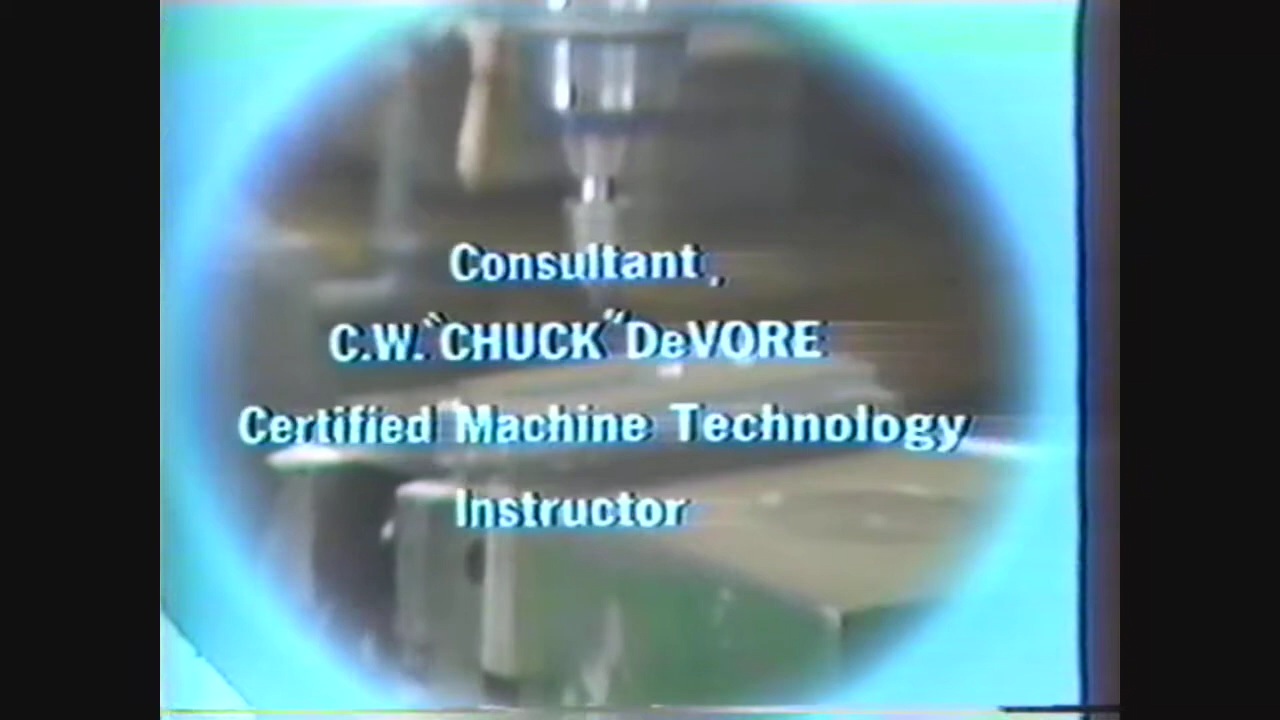 Consultant
C.W. "CHUCK" DeVORE
Certified Machine Technology
Instructor